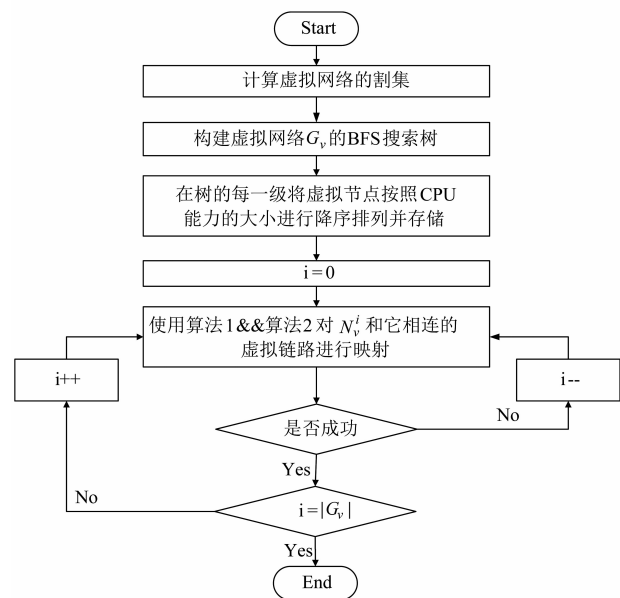 Start
计算虚拟网络的割集
构建虚拟网络G_v的BFS搜索树
在树的每一级将虚拟节点按照CPU
能力的大小进行降序排列并存储
i=0
使用算法1&&算法2对 N_v^i 和它相连的
虚拟链路进行映射
i++
i--
是否成功
No
Yes
No
i=|G_v|
Yes
End